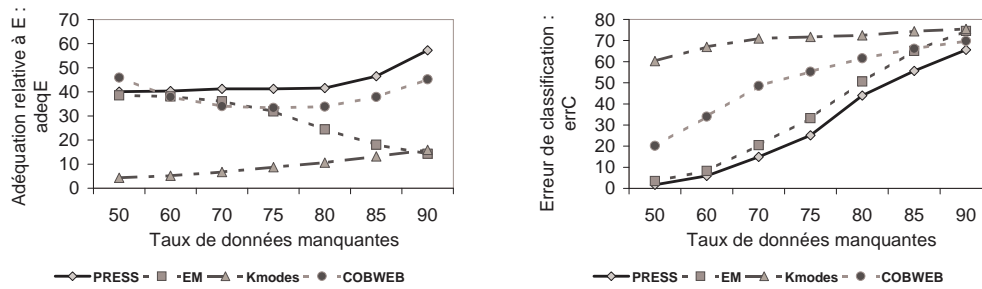 Adéquation relative à E :
adeqE
70
60
50
40
30
20
10
0
50 60 70 75 80 85 90
Taux de données manquantes
PRESS EM Kmodes COBWEB
Erreur de classification :
errC
80
70
60
50
40
30
20
10
0
50 60 70 75 80 85 90
Taux de données manquantes
PRESS EM Kmodes COBWEB